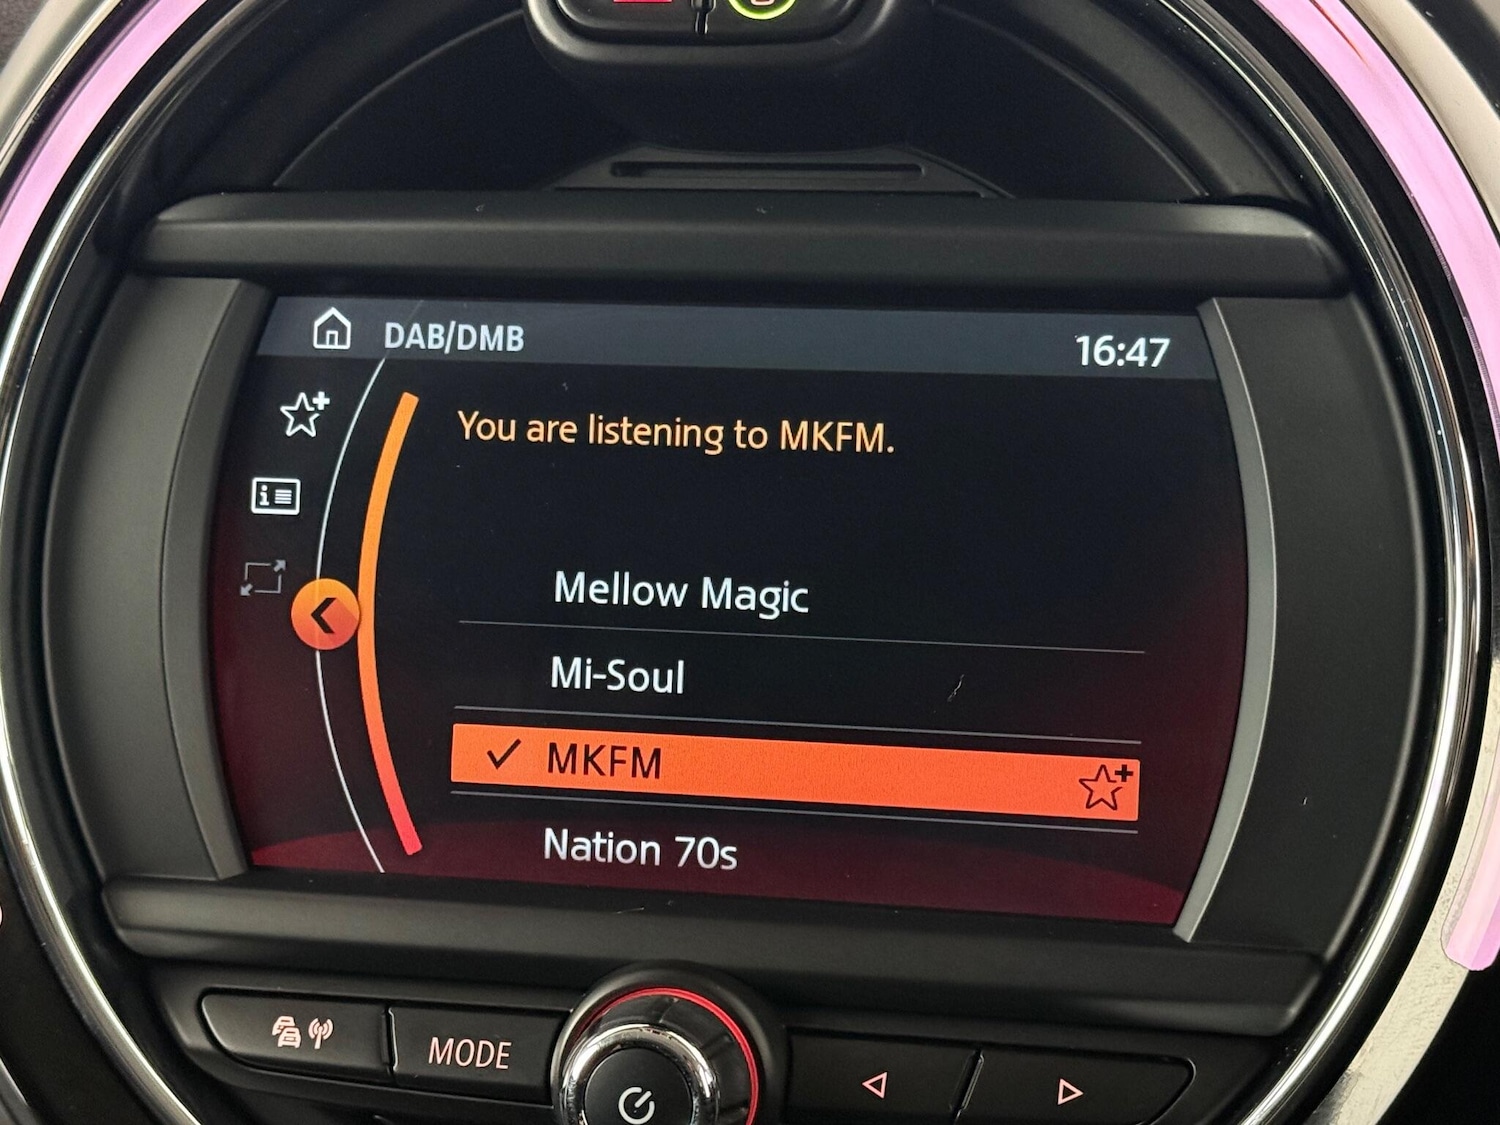 DAB/DMB
16:47
You are listening to MKFM.
Mellow Magic
Mi-Soul
MKFM
Nation 70s
MODE